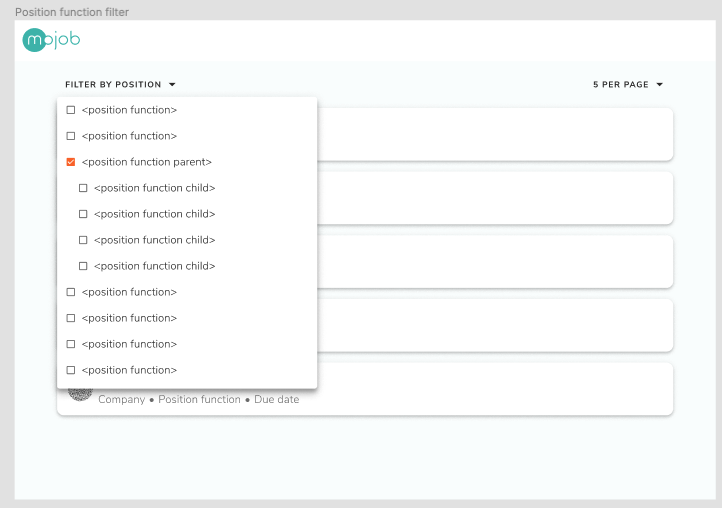 Position function filter
mojob
FILTER BY POSITION
5 PER PAGE
<position function>
<position function>
<position function parent>
<position function child>
<position function child>
<position function child>
<position function child>
<position function>
<position function>
<position function>
<position function>
Company • Position function • Due date